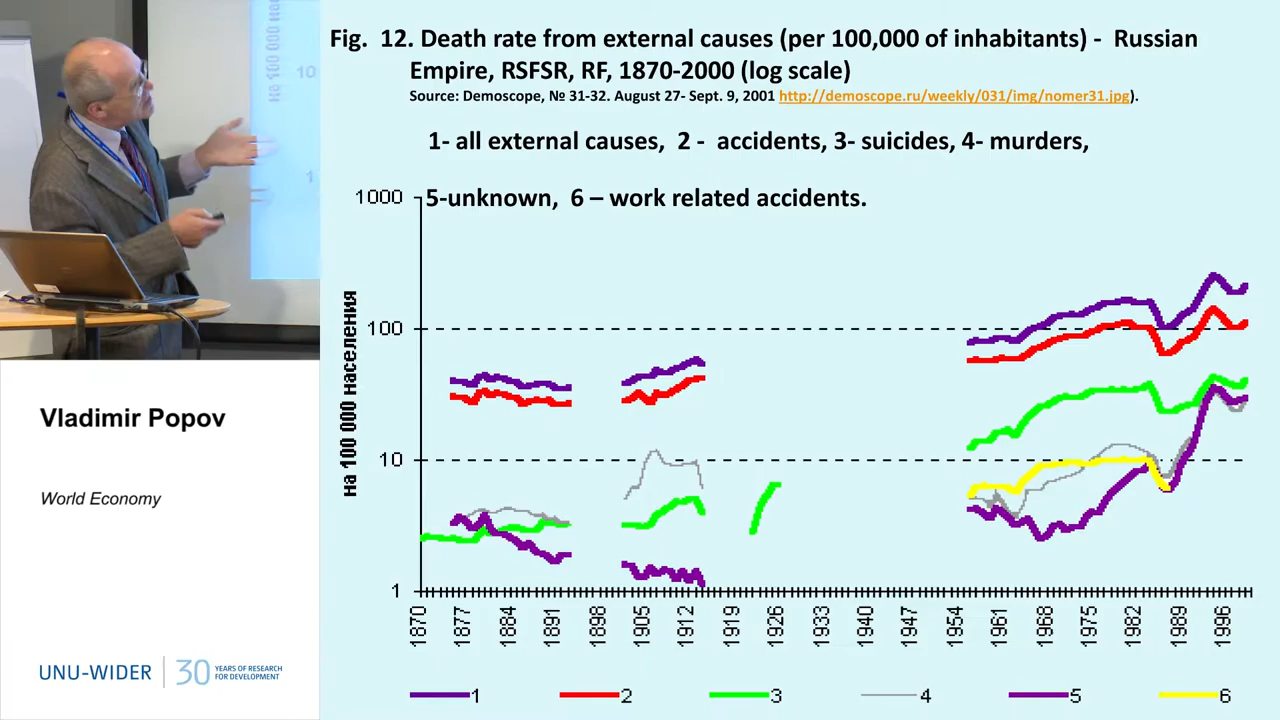 Fig. 12. Death rate from external causes (per 100,000 of inhabitants) - Russian
Empire, RSFSR, RF, 1870-2000 (log scale)
Source: Demoscope, № 31-32. August 27- Sept. 9, 2001 http://demoscope.ru/weekly/031/img/nomer31.jpg).
1- all external causes, 2 - accidents, 3- suicides, 4- murders,
5-unknown, 6 – work related accidents.
1000
100
10
1
на 100 000 населения
1870
1877
1884
1891
1898
1905
1912
1919
1926
1933
1940
1947
1954
1961
1968
1975
1982
1989
1996
1
2
3
4
5
6
10
1
Vladimir Popov
World Economy
UNU-WIDER
30 YEARS OF RESEARCH
FOR DEVELOPMENT